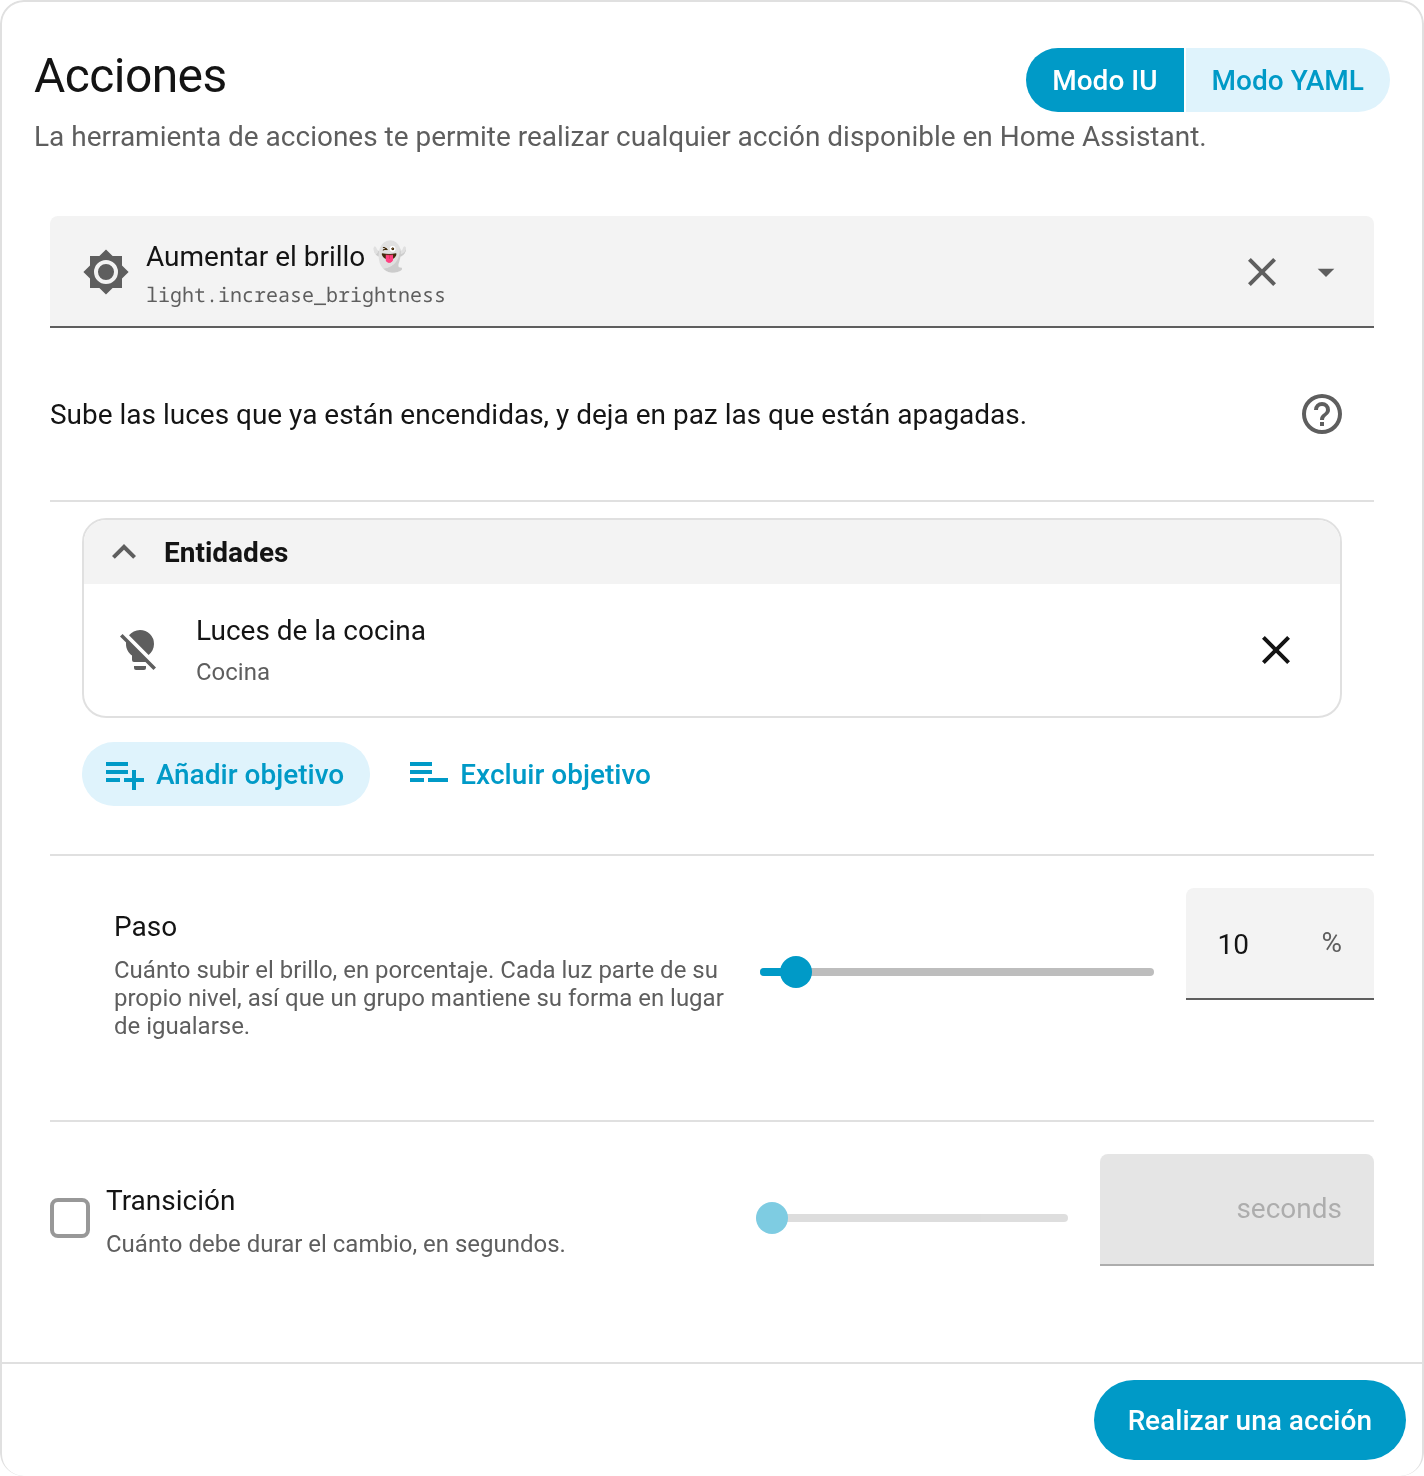 Acciones
Modo IU
Modo YAML
La herramienta de acciones te permite realizar cualquier acción disponible en Home Assistant.
Aumentar el brillo 👻
light.increase_brightness
Sube las luces que ya están encendidas, y deja en paz las que están apagadas.
Entidades
Luces de la cocina
Cocina
Añadir objetivo
Excluir objetivo
Paso
Cuánto subir el brillo, en porcentaje. Cada luz parte de su
propio nivel, así que un grupo mantiene su forma en lugar
de igualarse.
10 %
Transición
Cuánto debe durar el cambio, en segundos.
seconds
Realizar una acción